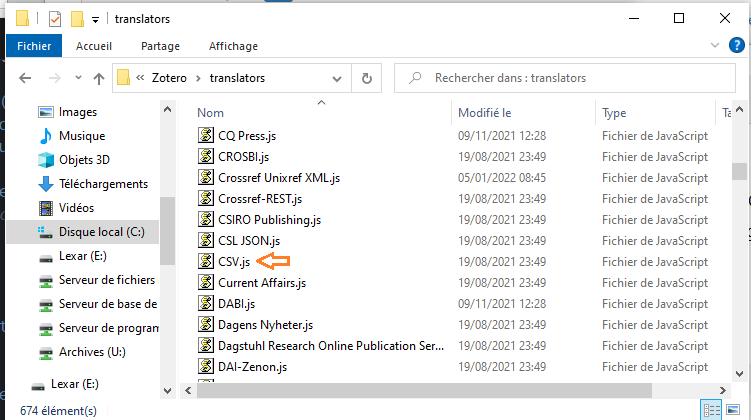 translators
Fichier Accueil Partage Affichage
« Zotero > translators
Rechercher dans : translators
Nom Modifié le Type Ta
Images
Musique
Objets 3D
Téléchargements
Vidéos
Disque local (C:)
Lexar (E:)
Serveur de fichiers
Serveur de base de
Serveur de program
Archives (U:)
Lexar (E:)
CQ Press.js 09/11/2021 12:28 Fichier de JavaScript
CROSBI.js 19/08/2021 23:49 Fichier de JavaScript
Crossref Unixref XML.js 05/01/2022 08:45 Fichier de JavaScript
Crossref-REST.js 19/08/2021 23:49 Fichier de JavaScript
CSIRO Publishing.js 19/08/2021 23:49 Fichier de JavaScript
CSL JSON.js 19/08/2021 23:49 Fichier de JavaScript
CSV.js 19/08/2021 23:49 Fichier de JavaScript
Current Affairs.js 19/08/2021 23:49 Fichier de JavaScript
DABI.js 09/11/2021 12:28 Fichier de JavaScript
Dagens Nyheter.js 19/08/2021 23:49 Fichier de JavaScript
Dagstuhl Research Online Publication Ser... 19/08/2021 23:49 Fichier de JavaScript
DAI-Zenon.js 19/08/2021 23:49 Fichier de JavaScript
674 élément(s)